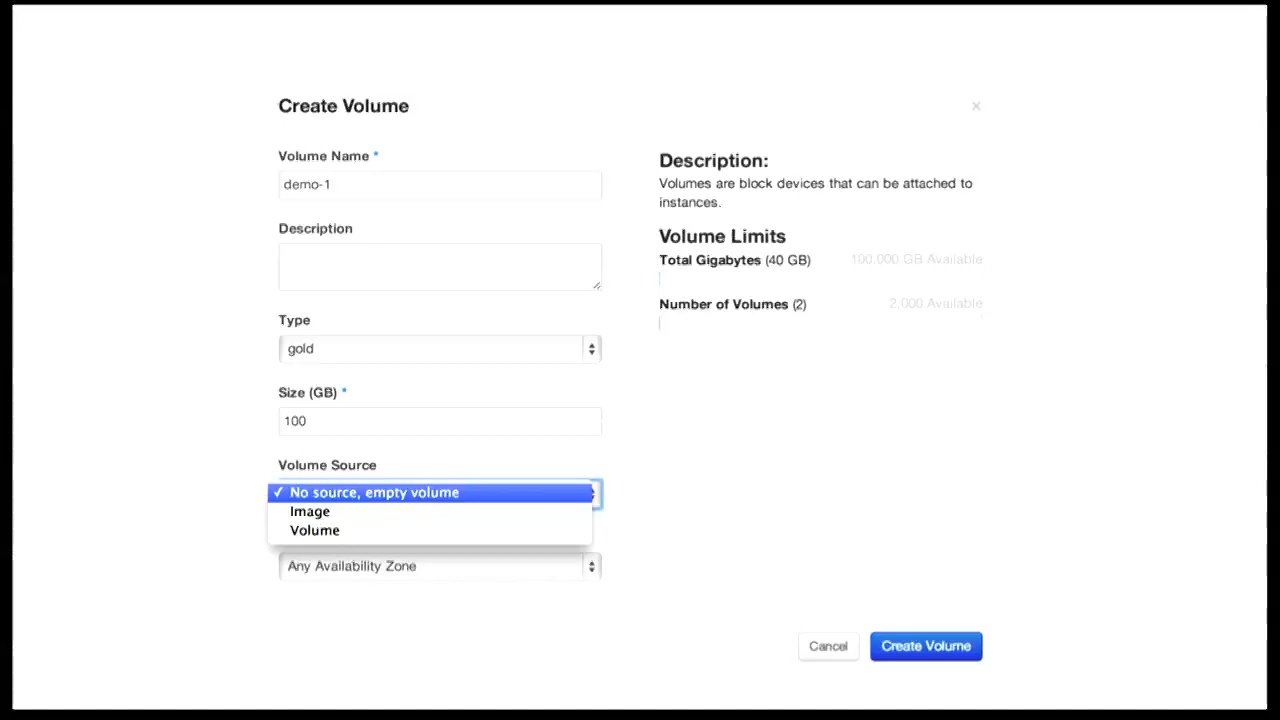 Create Volume
×
Volume Name *
demo-1
Description
Type
gold
Size (GB) *
100
Volume Source
✓ No source, empty volume
Image
Volume
Any Availability Zone
Description:
Volumes are block devices that can be attached to
instances.
Volume Limits
Total Gigabytes (40 GB) 100,000 GB Available
Number of Volumes (2) 2,000 Available
Cancel
Create Volume